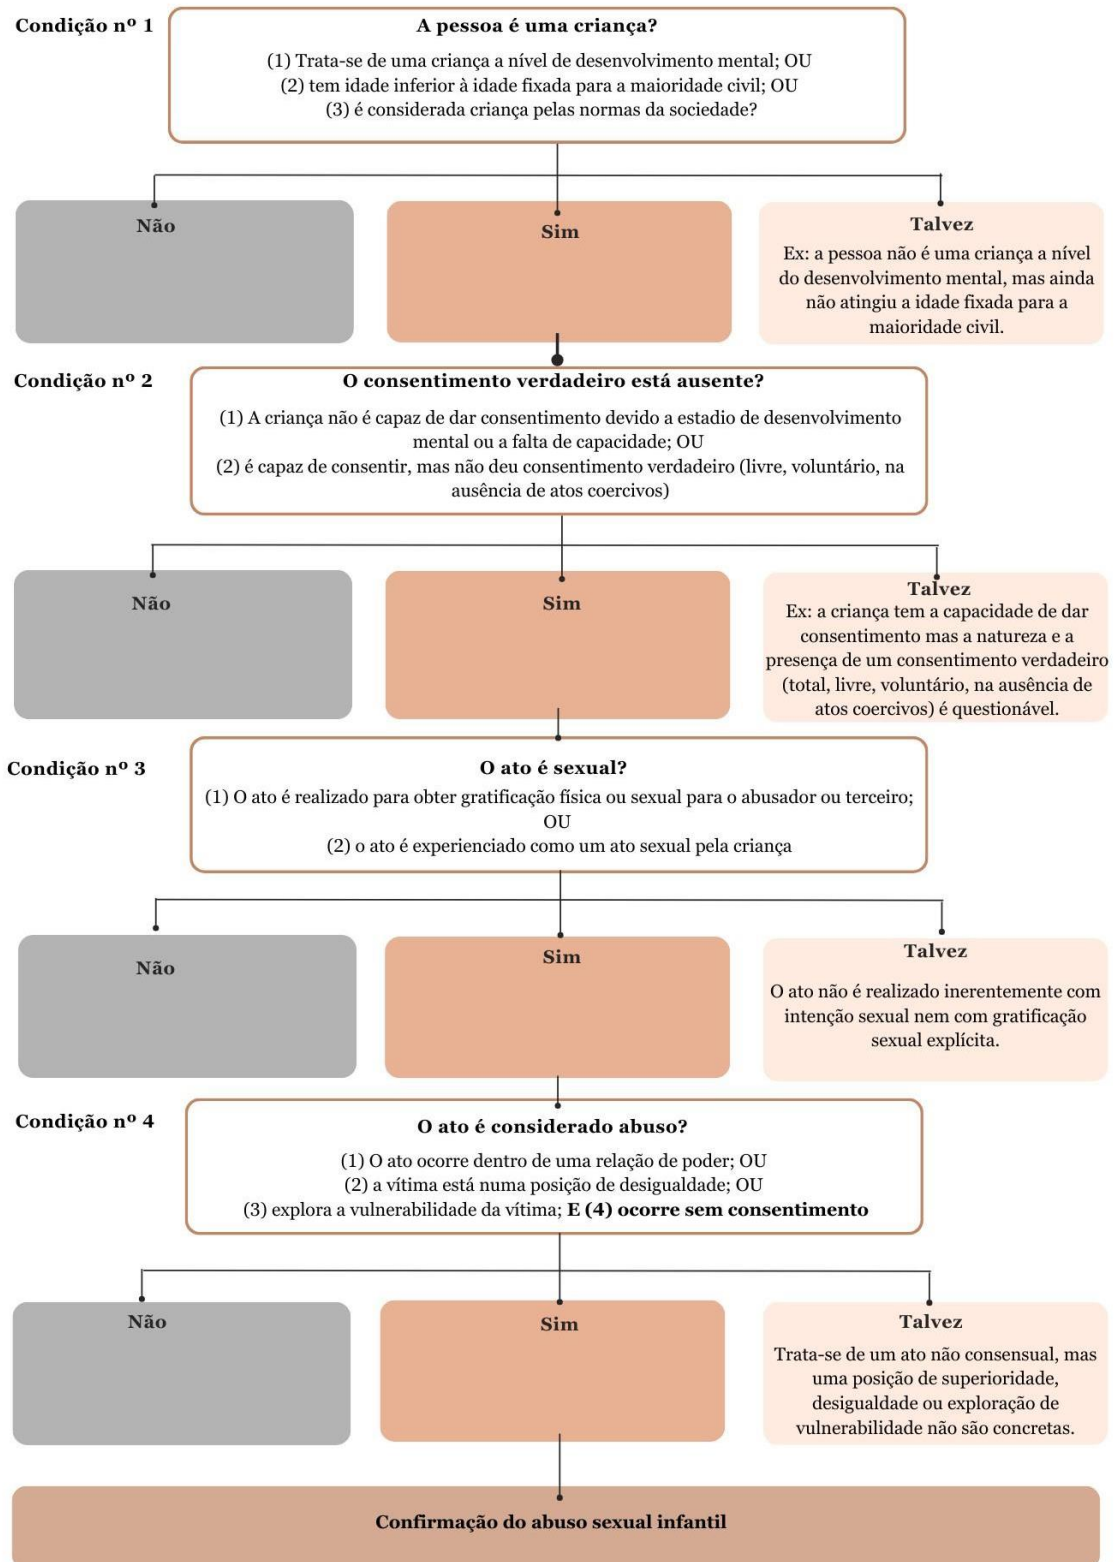 Condição nº 1
A pessoa é uma criança?
(1) Trata-se de uma criança a nível de desenvolvimento mental; OU
(2) tem idade inferior à idade fixada para a maioridade civil; OU
(3) é considerada criança pelas normas da sociedade?
Não
Sim
Talvez
Ex: a pessoa não é uma criança a nível
do desenvolvimento mental, mas ainda
não atingiu a idade fixada para a
maioridade civil.
Condição nº 2
O consentimento verdadeiro está ausente?
(1) A criança não é capaz de dar consentimento devido a estadio de desenvolvimento
mental ou a falta de capacidade; OU
(2) é capaz de consentir, mas não deu consentimento verdadeiro (livre, voluntário, na
ausência de atos coercivos)
Não
Sim
Talvez
Ex: a criança tem a capacidade de dar
consentimento mas a natureza e a
presença de um consentimento verdadeiro
(total, livre, voluntário, na ausência de
atos coercivos) é questionável.
Condição nº 3
O ato é sexual?
(1) O ato é realizado para obter gratificação física ou sexual para o abusador ou terceiro;
OU
(2) o ato é experienciado como um ato sexual pela criança
Não
Sim
Talvez
O ato não é realizado inerentemente com
intenção sexual nem com gratificação
sexual explícita.
Condição nº 4
O ato é considerado abuso?
(1) O ato ocorre dentro de uma relação de poder; OU
(2) a vítima está numa posição de desigualdade; OU
(3) explora a vulnerabilidade da vítima; E (4) ocorre sem consentimento
Não
Sim
Talvez
Trata-se de um ato não consensual, mas
uma posição de superioridade,
desigualdade ou exploração de
vulnerabilidade não são concretas.
Confirmação do abuso sexual infantil